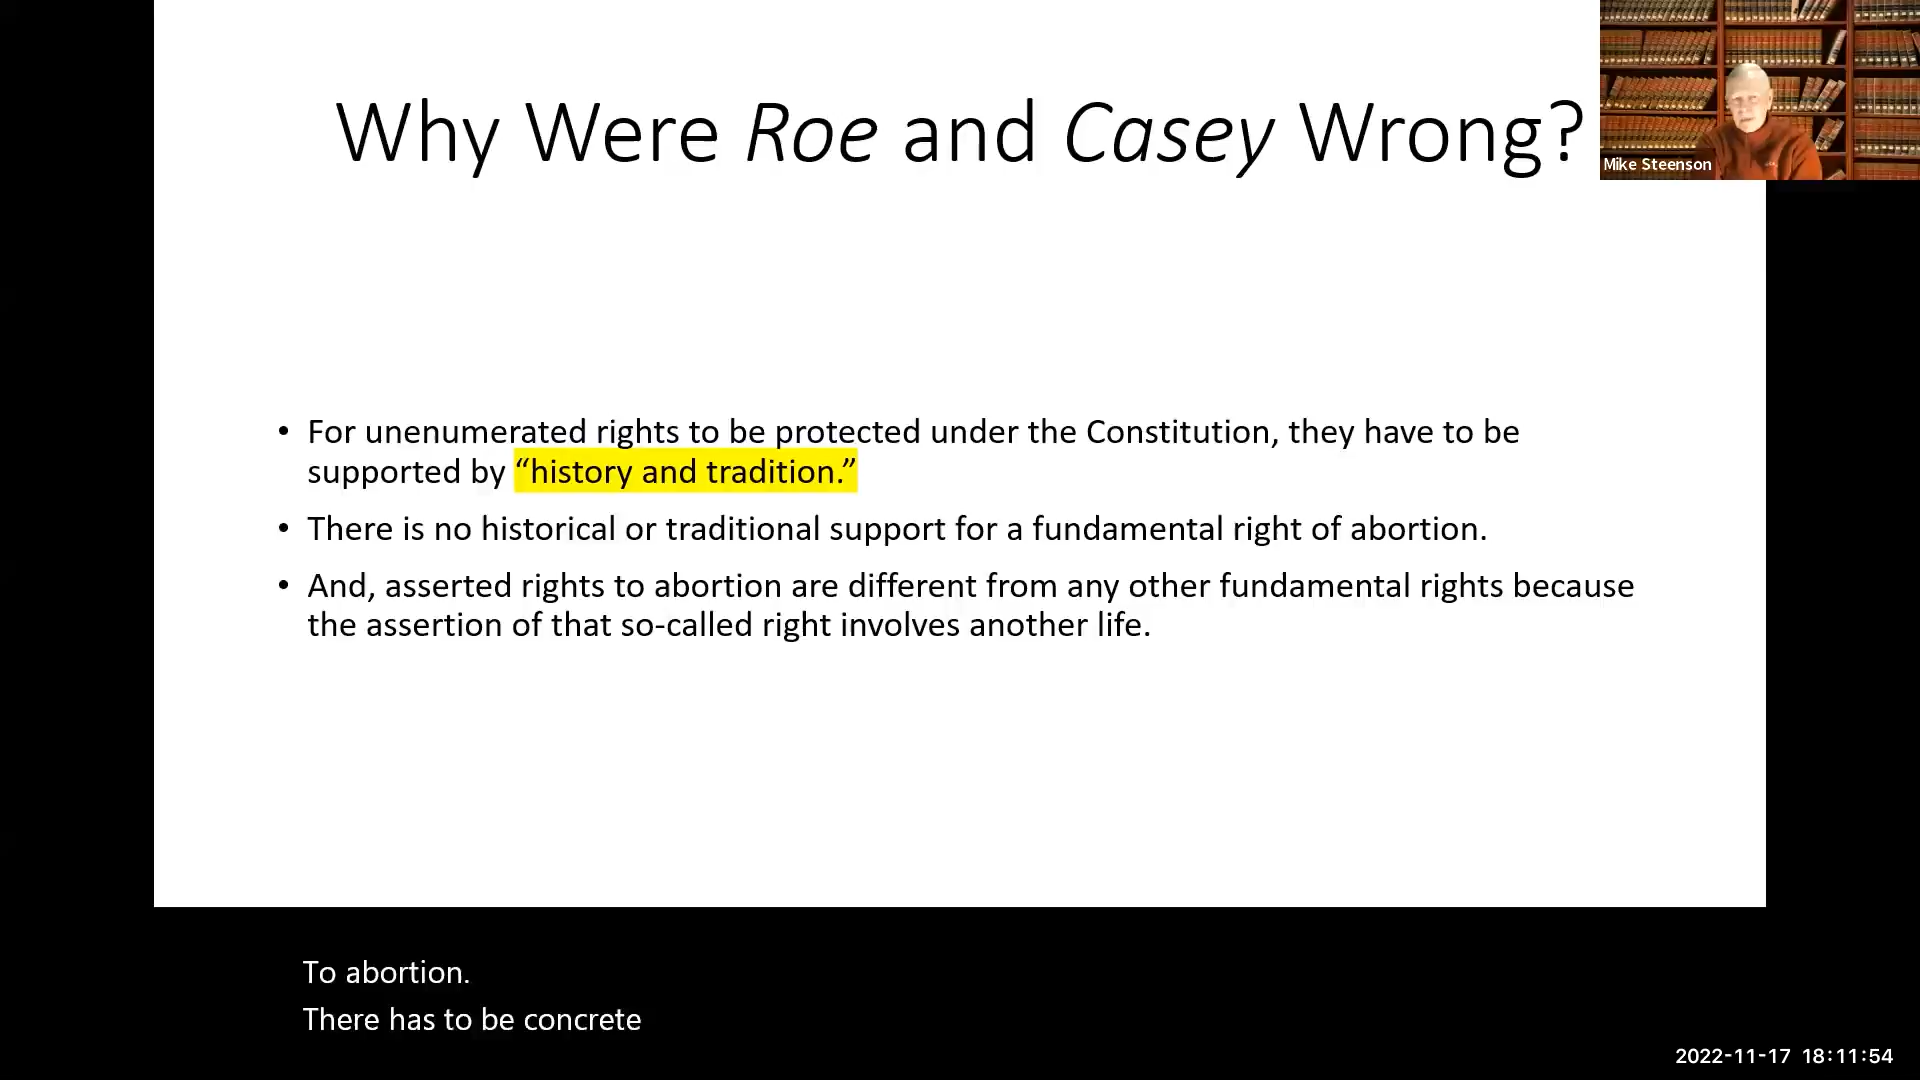 Why Were Roe and Casey Wrong?
Mike Steenson
• For unenumerated rights to be protected under the Constitution, they have to be
supported by “history and tradition.”
• There is no historical or traditional support for a fundamental right of abortion.
• And, asserted rights to abortion are different from any other fundamental rights because
the assertion of that so-called right involves another life.
To abortion.
There has to be concrete
2022-11-17 18:11:54